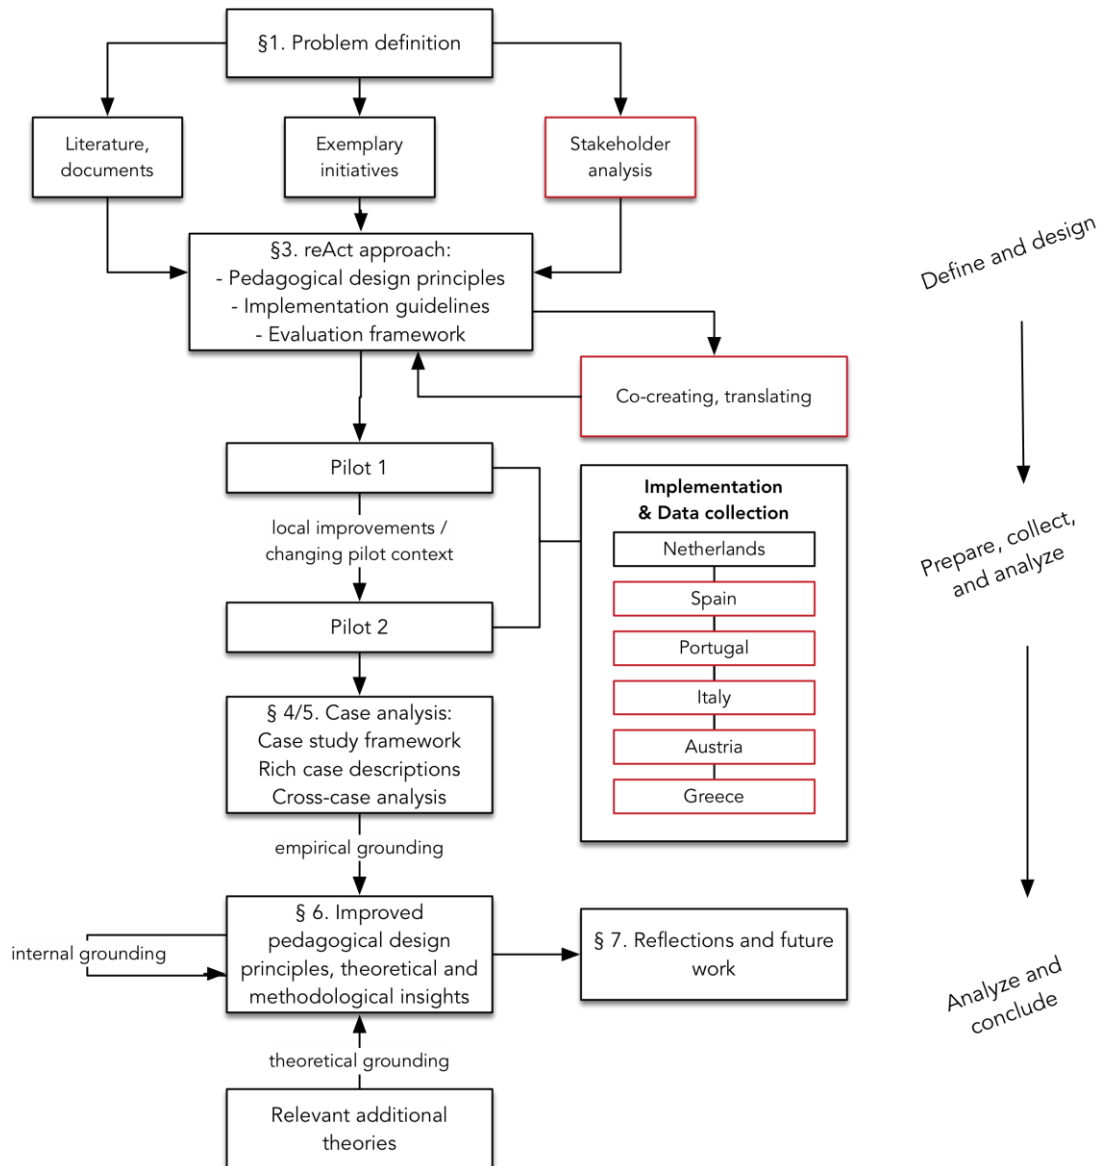 §1. Problem definition
Literature,
documents
Exemplary
initiatives
Stakeholder
analysis
§3. reAct approach:
- Pedagogical design principles
- Implementation guidelines
- Evaluation framework
Define and design
Co-creating, translating
Pilot 1
local improvements /
changing pilot context
Pilot 2
Implementation
& Data collection
Netherlands
Spain
Portugal
Italy
Austria
Greece
Prepare, collect,
and analyze
§ 4/5. Case analysis:
Case study framework
Rich case descriptions
Cross-case analysis
empirical grounding
internal grounding
§ 6. Improved
pedagogical design
principles, theoretical and
methodological insights
§ 7. Reflections and future
work
Analyze and
conclude
theoretical grounding
Relevant additional
theories